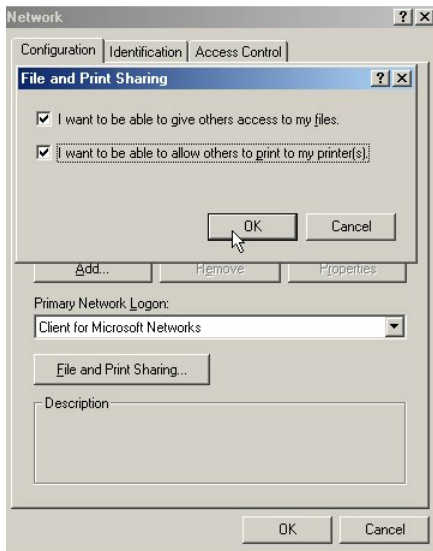 Network
Configuration Identification Access Control
File and Print Sharing
I want to be able to give others access to my files.
I want to be able to allow others to print to my printer(s).
OK Cancel
Add... Remove Properties
Primary Network Logon:
Client for Microsoft Networks
File and Print Sharing...
Description
OK Cancel